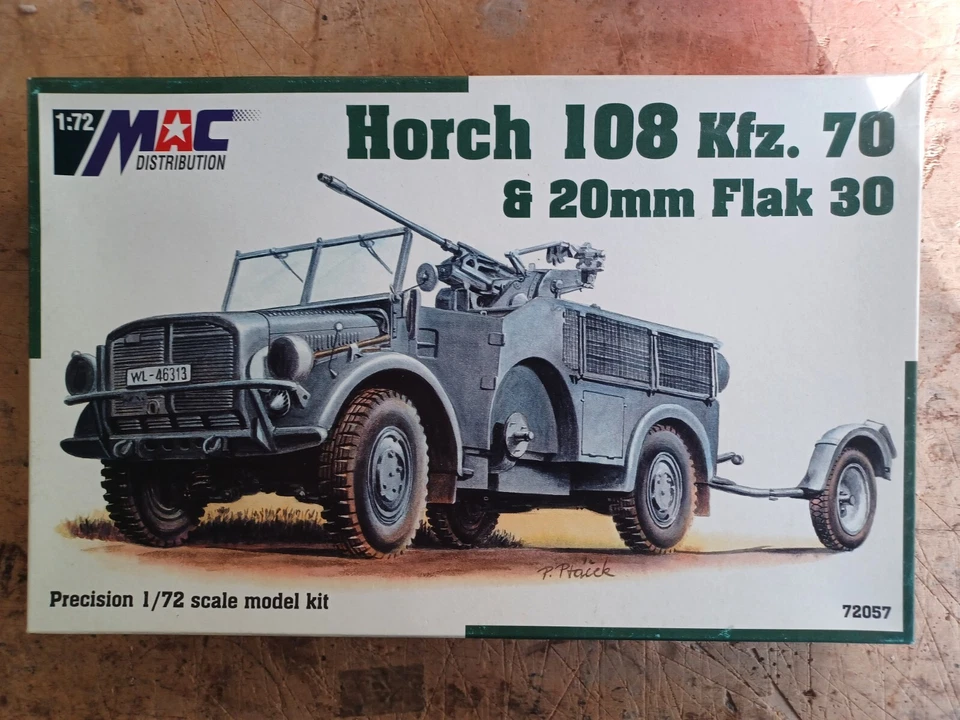 1:72 MAC
DISTRIBUTION
Horch 108 Kfz. 70
& 20mm Flak 30
WL-46313
P. Ptáček
Precision 1/72 scale model kit
72057